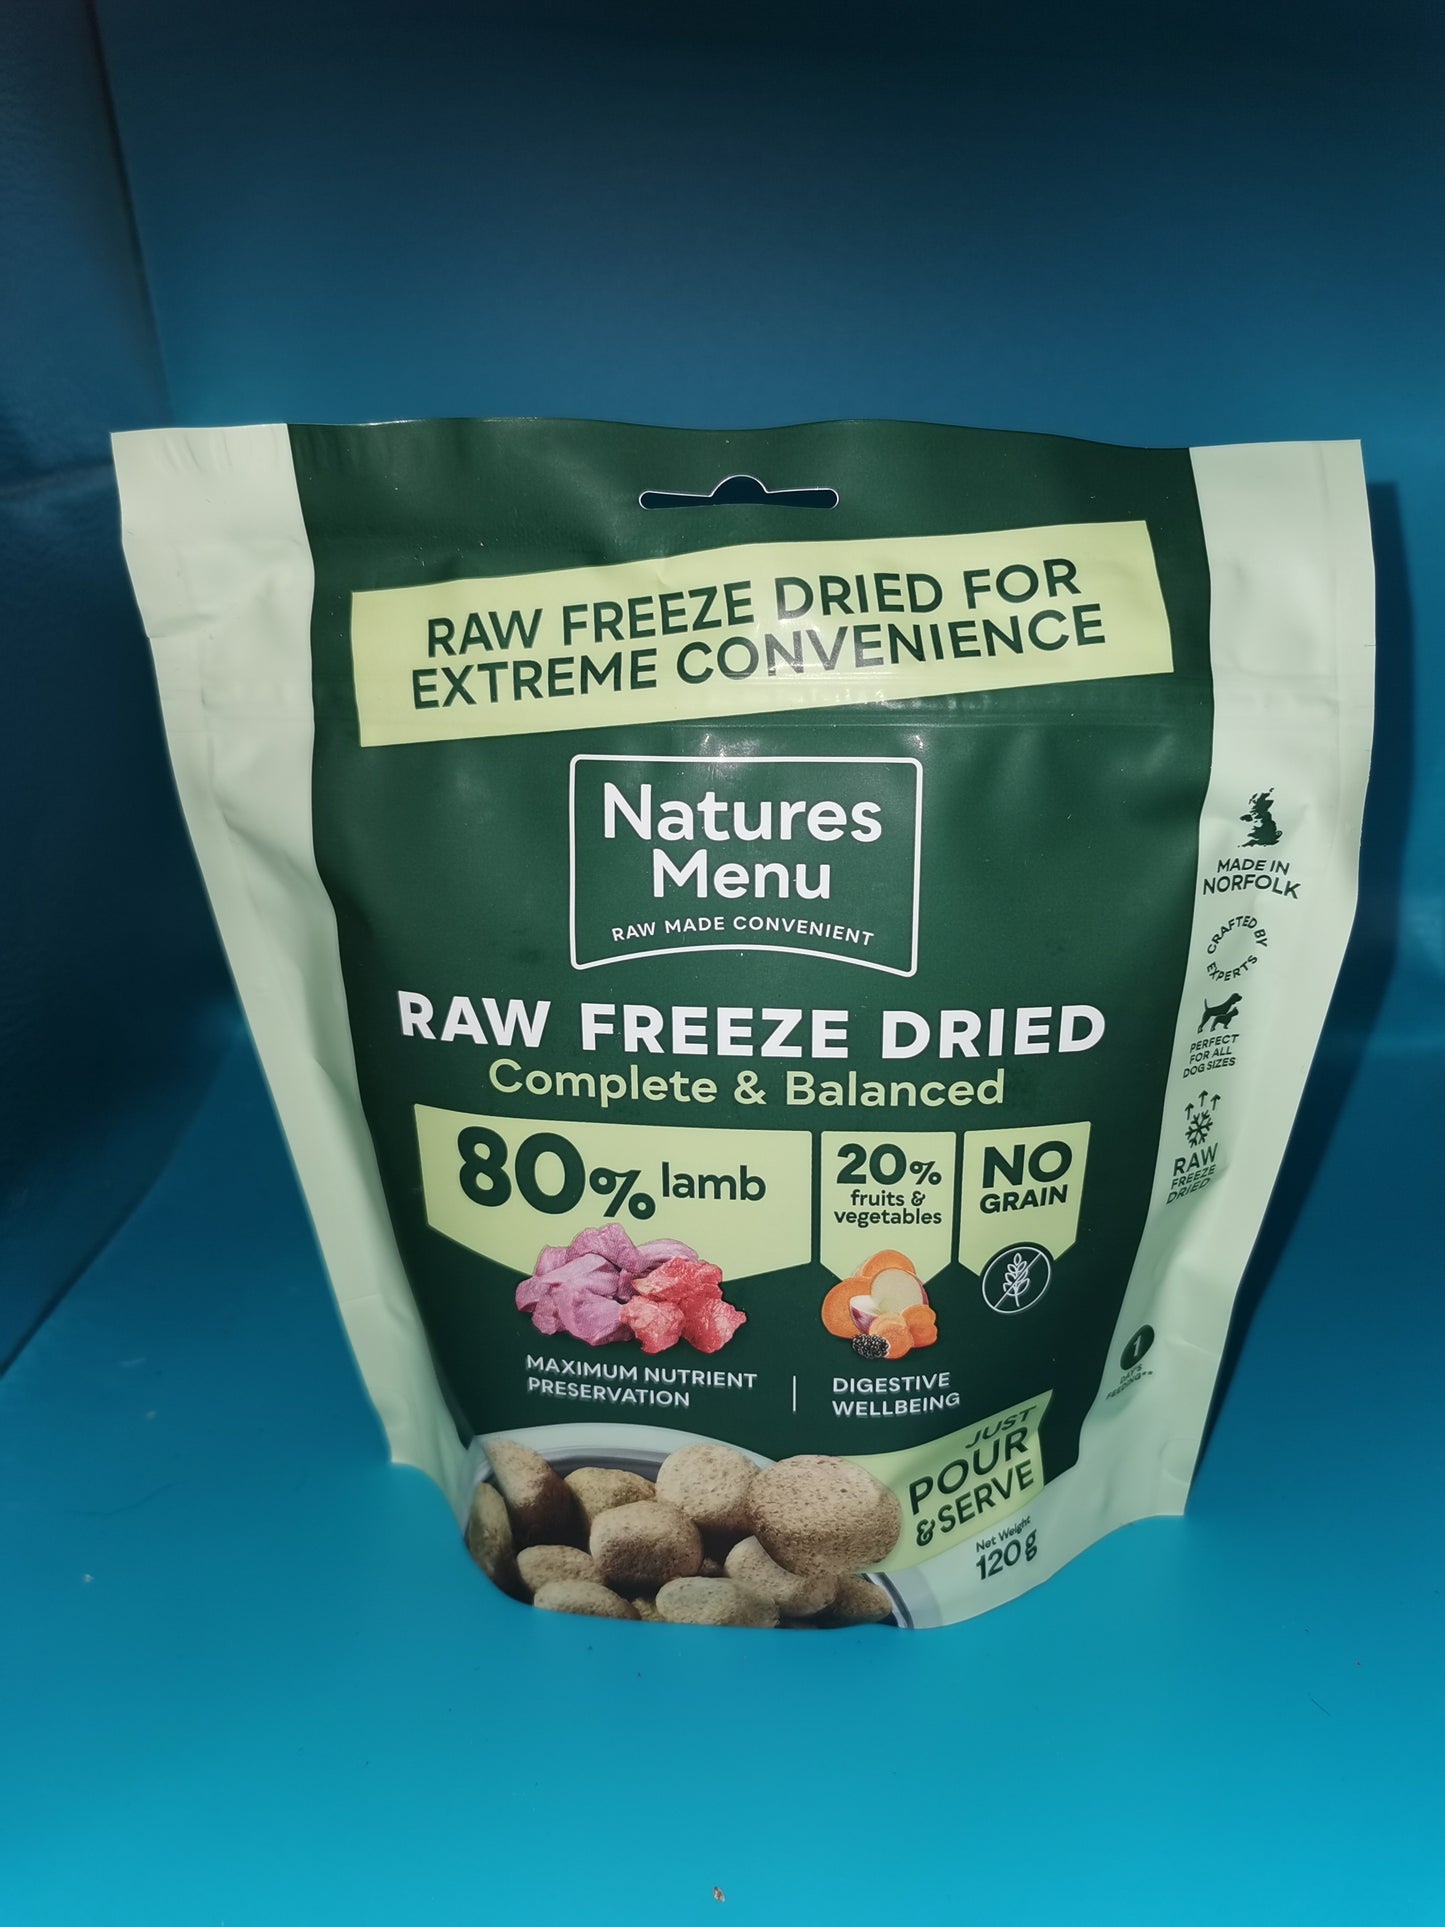 RAW FREEZE DRIED FOR
EXTREME CONVENIENCE
Natures
Menu
RAW MADE CONVENIENT
RAW FREEZE DRIED
Complete & Balanced
80% lamb
20%
fruits &
vegetables
NO
GRAIN
MAXIMUM NUTRIENT
PRESERVATION
DIGESTIVE
WELLBEING
JUST
POUR
& SERVE
Net Weight
120g
MADE IN
NORFOLK
CRAFTED BY
EXPERTS
PERFECT
FOR ALL
DOG SIZES
RAW
FREEZE
DRIED
1
DAY'S
FEEDING**